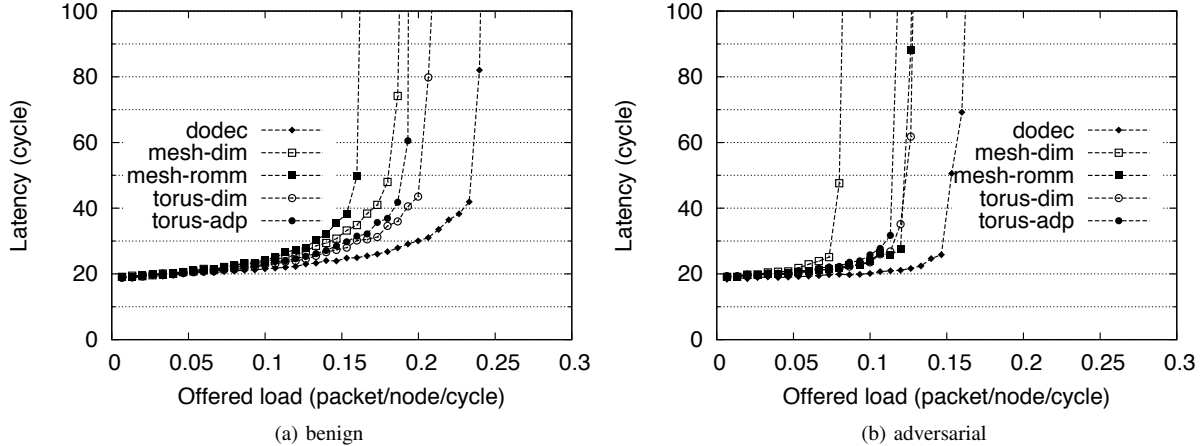 100
80
60
40
20
0
0 0.05 0.1 0.15 0.2 0.25 0.3
Latency (cycle)
Offered load (packet/node/cycle)
dodec
mesh-dim
mesh-romm
torus-dim
torus-adp
(a) benign
100
80
60
40
20
0
0 0.05 0.1 0.15 0.2 0.25 0.3
Latency (cycle)
Offered load (packet/node/cycle)
dodec
mesh-dim
mesh-romm
torus-dim
torus-adp
(b) adversarial